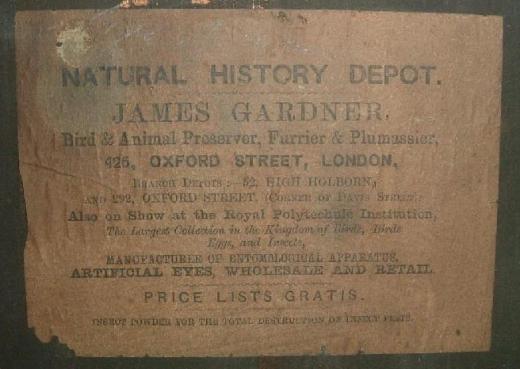 NATURAL HISTORY DEPOT.
JAMES GARDNER,
Bird & Animal Preserver, Furrier & Plumassier,
426, OXFORD STREET, LONDON,
BRANCH DEPOTS:—52, HIGH HOLBORN,
AND 292, OXFORD STREET, (CORNER OF DAVIS STREET)
Also on Show at the Royal Polytechnic Institution,
The Largest Collection in the Kingdom of Birds, Birds
Eggs, and Insects,
MANUFACTURER OF ENTOMOLOGICAL APPARATUS,
ARTIFICIAL EYES, WHOLESALE AND RETAIL.
PRICE LISTS GRATIS.
INSECT POWDER FOR THE TOTAL DESTRUCTION OF INSECT PESTS.